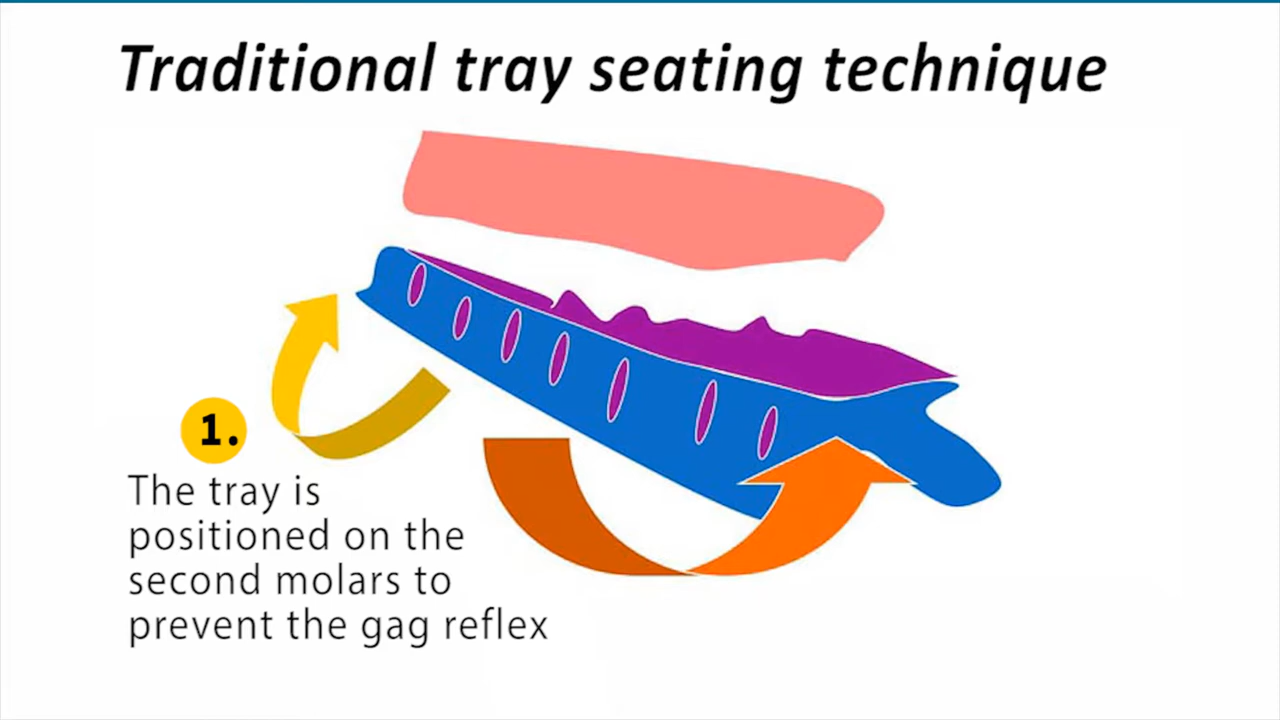 Traditional tray seating technique
1.
The tray is
positioned on the
second molars to
prevent the gag reflex